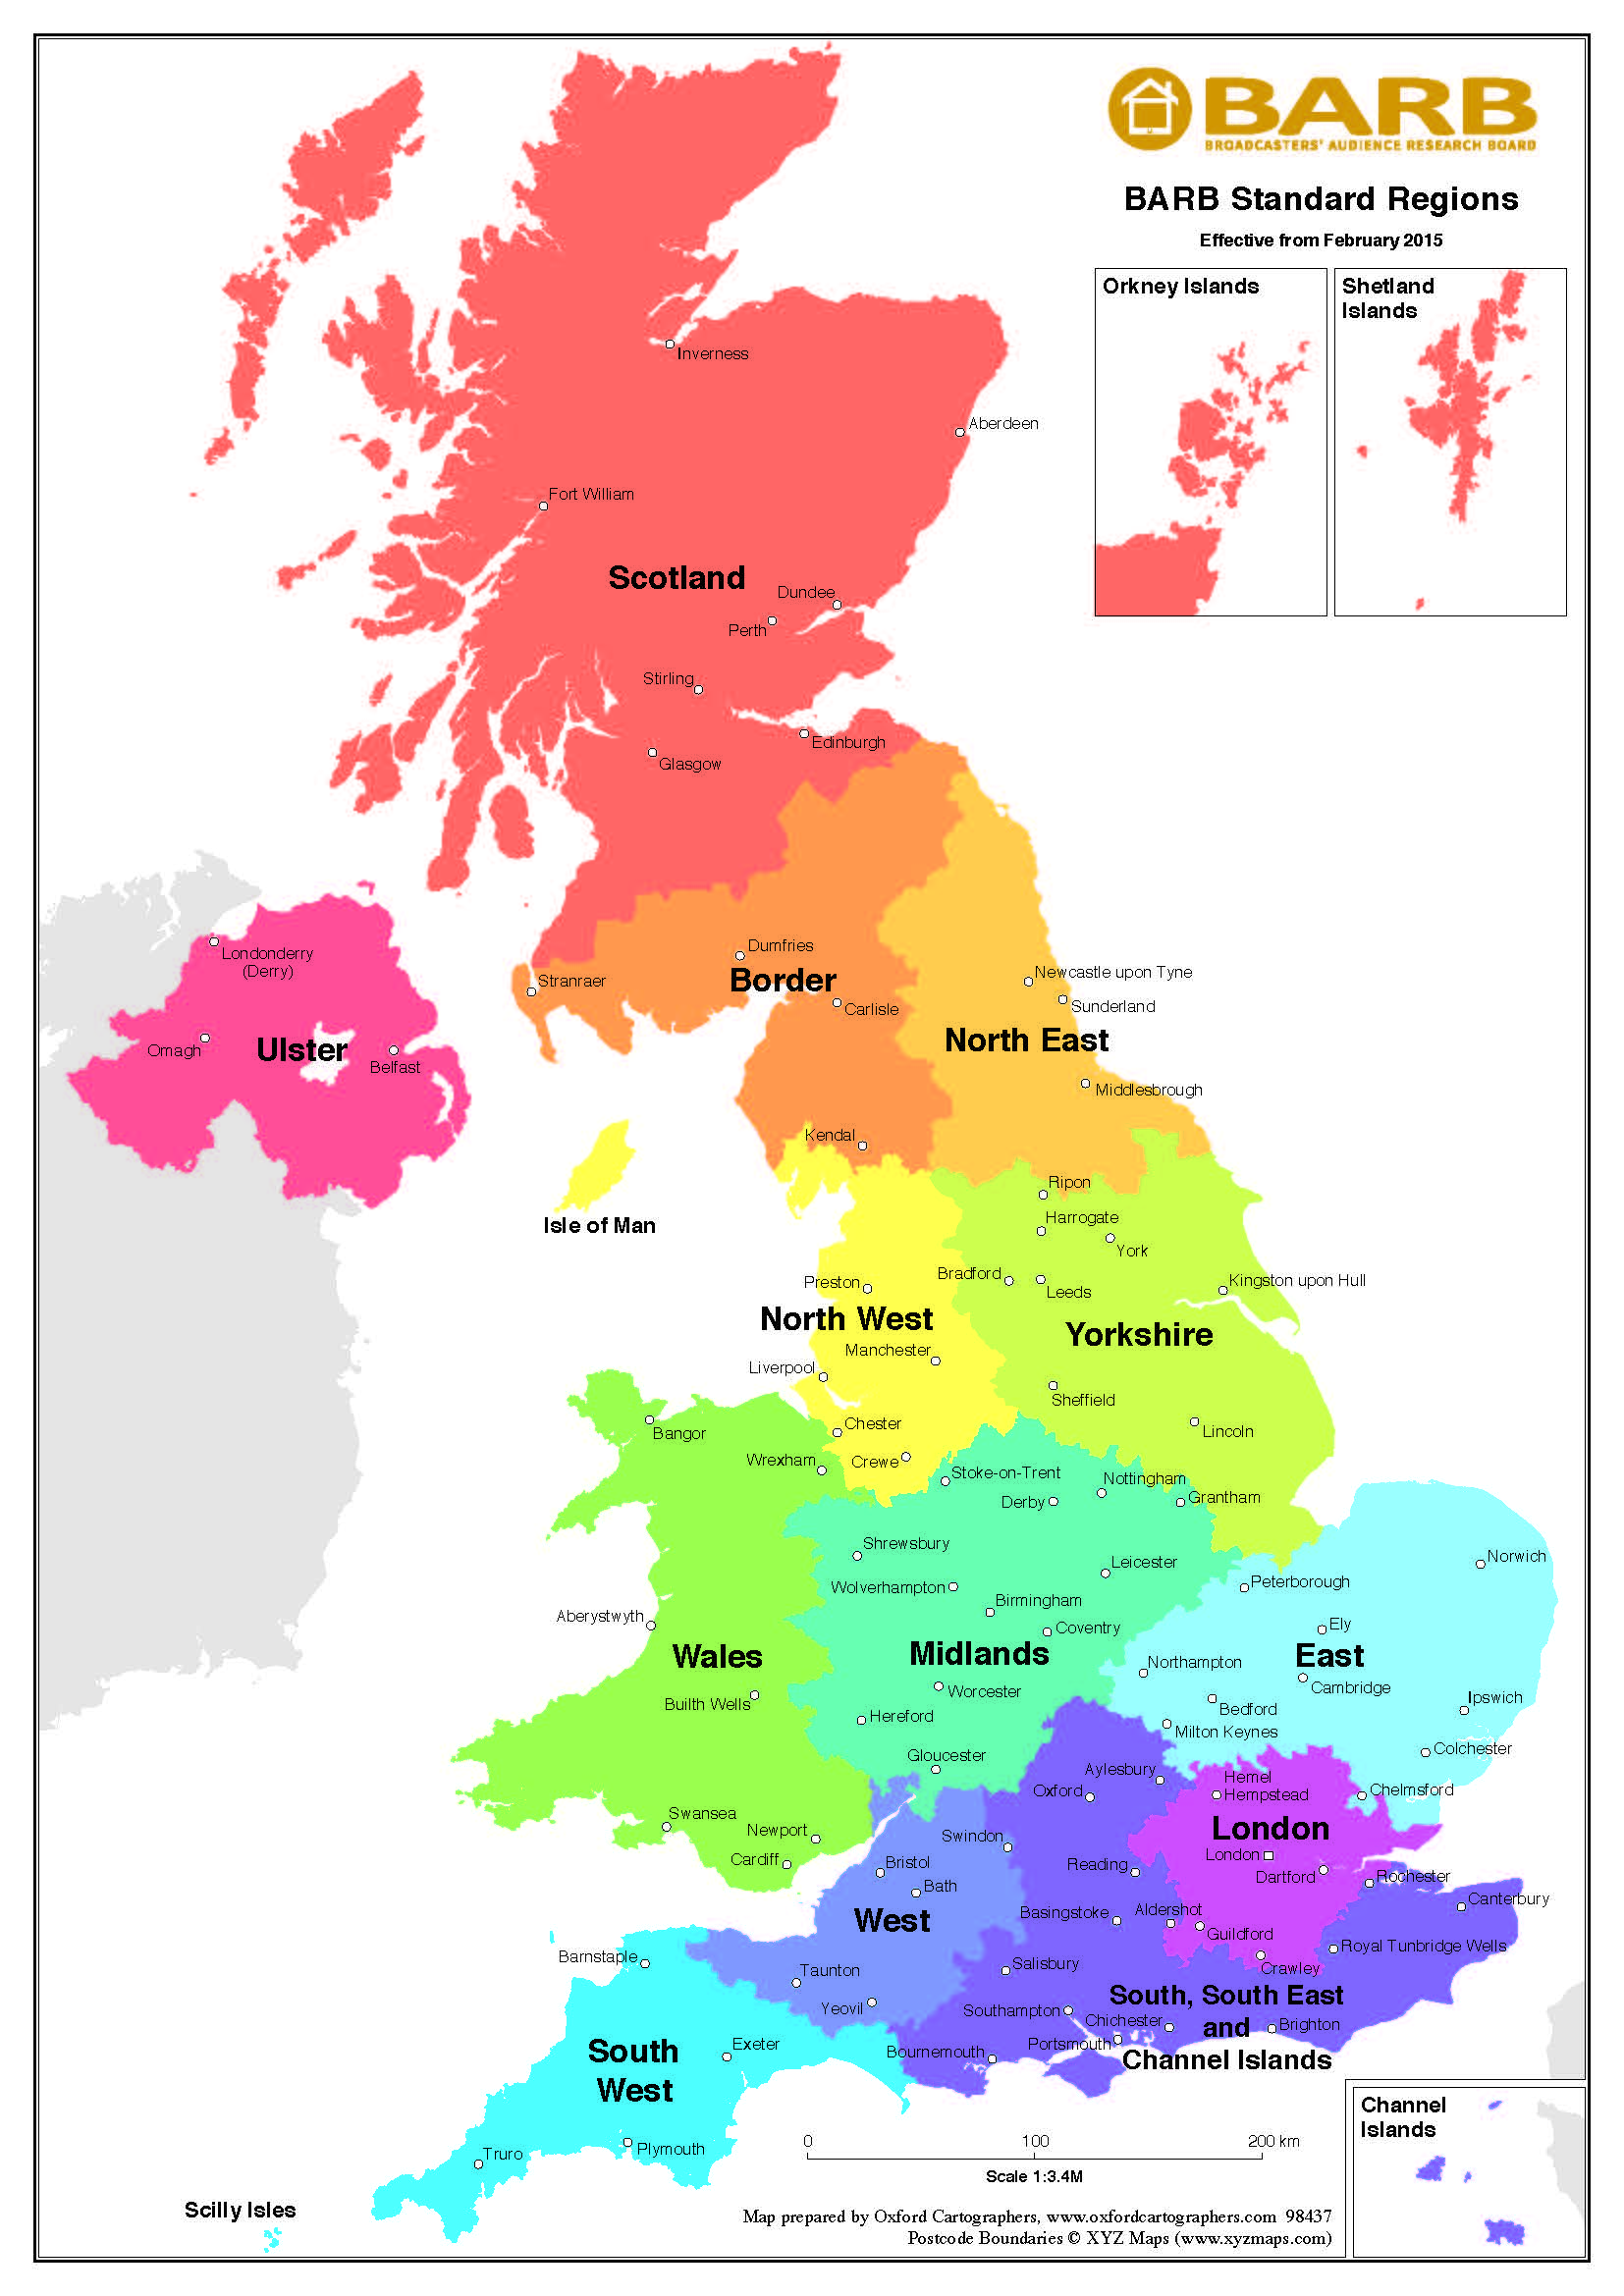 BARB
BROADCASTERS' AUDIENCE RESEARCH BOARD
BARB Standard Regions
Effective from February 2015
Orkney Islands
Shetland
Islands
Inverness
Aberdeen
Fort William
Scotland
Dundee
Perth
Stirling
Edinburgh
Glasgow
Londonderry
(Derry)
Dumfries
Border
Stranraer
Carlisle
Newcastle upon Tyne
Sunderland
North East
Omagh
Ulster
Belfast
Middlesbrough
Kendal
Ripon
Isle of Man
Harrogate
York
Bradford
Leeds
Kingston upon Hull
Preston
North West
Yorkshire
Manchester
Liverpool
Sheffield
Chester
Lincoln
Bangor
Wrexham
Crewe
Stoke-on-Trent
Nottingham
Derby
Grantham
Shrewsbury
Leicester
Norwich
Wolverhampton
Peterborough
Birmingham
Aberystwyth
Coventry
Ely
Wales
Midlands
East
Northampton
Cambridge
Builth Wells
Worcester
Bedford
Ipswich
Hereford
Milton Keynes
Gloucester
Colchester
Aylesbury
Hemel
Hempstead
Oxford
Chelmsford
Swansea
Newport
London
Swindon
London
Cardiff
Bristol
Reading
Dartford
Rochester
Bath
Canterbury
West
Basingstoke
Aldershot
Guildford
Royal Tunbridge Wells
Barnstaple
Taunton
Salisbury
Crawley
Yeovil
Southampton
South, South East
and
Channel Islands
Chichester
Brighton
Portsmouth
Exeter
South
West
Bournemouth
Channel
Islands
Truro
Plymouth
0 100 200 km
Scale 1:3.4M
Scilly Isles
Map prepared by Oxford Cartographers, www.oxfordcartographers.com 98437
Postcode Boundaries © XYZ Maps (www.xyzmaps.com)